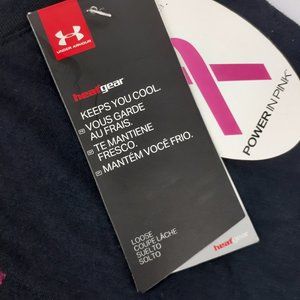 UNDER ARMOUR
heatgear
KEEPS YOU COOL.
VOUS GARDE
AU FRAIS.
TE MANTIENE
FRESCO.
MANTÉM VOCÊ FRIO.
LOOSE
COUPE LÂCHE
SUELTO
SOLTO
heatgear
POWER IN PINK